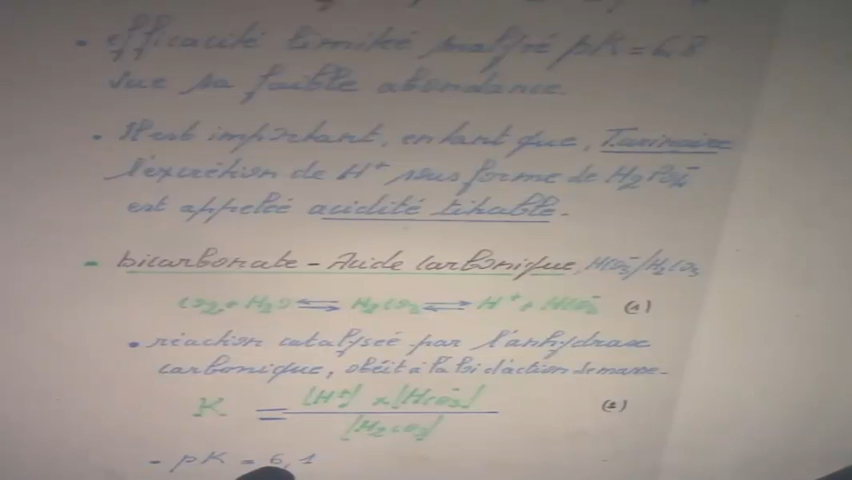 • efficacité limitée malgré pK = 6,8
vue sa faible abondance
• Il est important, en tant que, T. urinaire
l'excrétion de H⁺ sous forme de H₂PO₄⁻
est appelée acidité titrable.
- bicarbonate - Acide Carbonique, HCO₃⁻/H₂CO₃
CO₂ + H₂O ⇌ H₂CO₃ ⇌ H⁺ + HCO₃⁻ (1)
• réaction catalysée par l'anhydrase
carbonique, obéit à la loi d'action de masse.
K = [H⁺] x [HCO₃⁻] / [H₂CO₃] (2)
- pK = 6,1